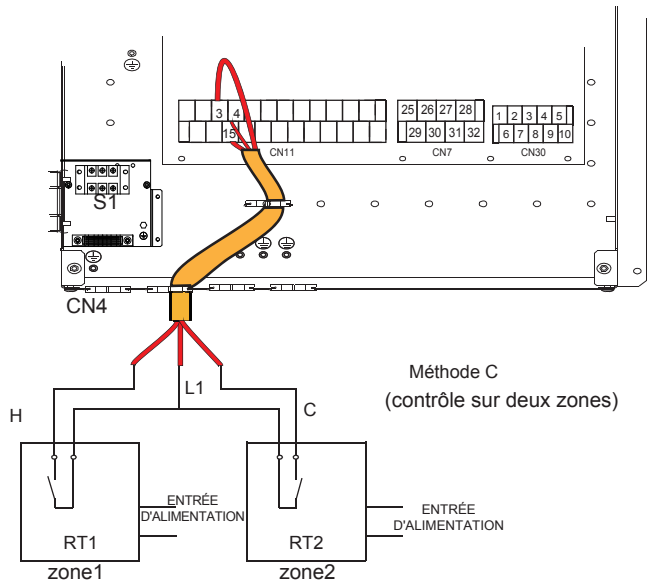 3 4
15
CN11
25 26 27 28
29 30 31 32
CN7
1 2 3 4 5
6 7 8 9 10
CN30
S1
CN4
Méthode C
(contrôle sur deux zones)
H
L1
C
ENTRÉE
D'ALIMENTATION
RT1
zone1
ENTRÉE
D'ALIMENTATION
RT2
zone2